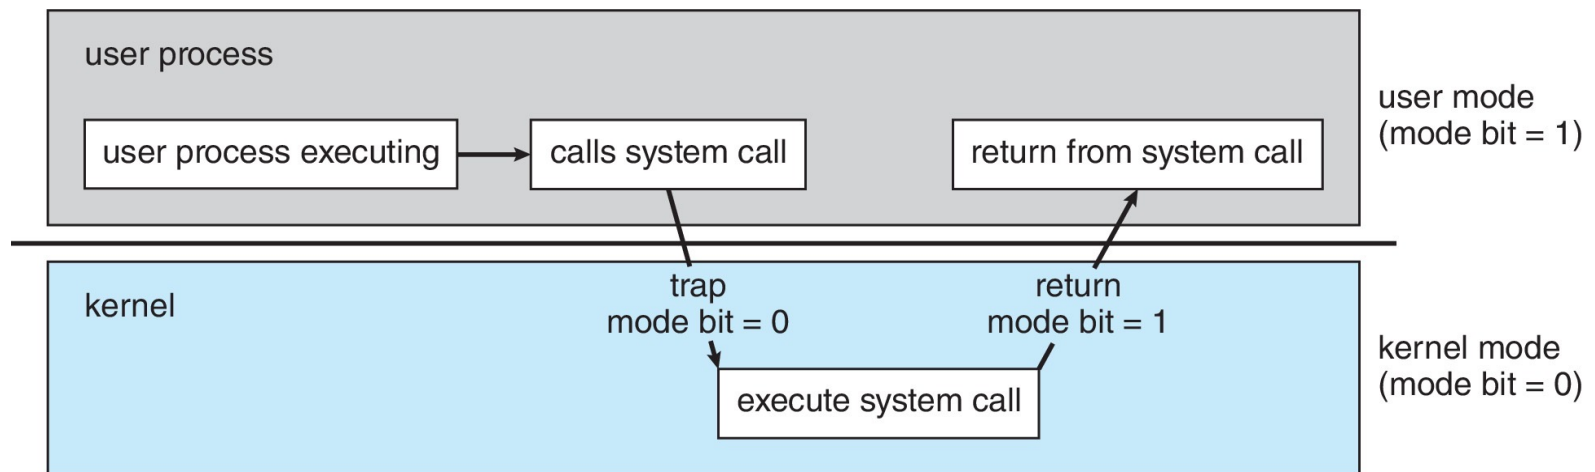 user process
user process executing
calls system call
return from system call
user mode
(mode bit = 1)
kernel
trap
mode bit = 0
return
mode bit = 1
execute system call
kernel mode
(mode bit = 0)